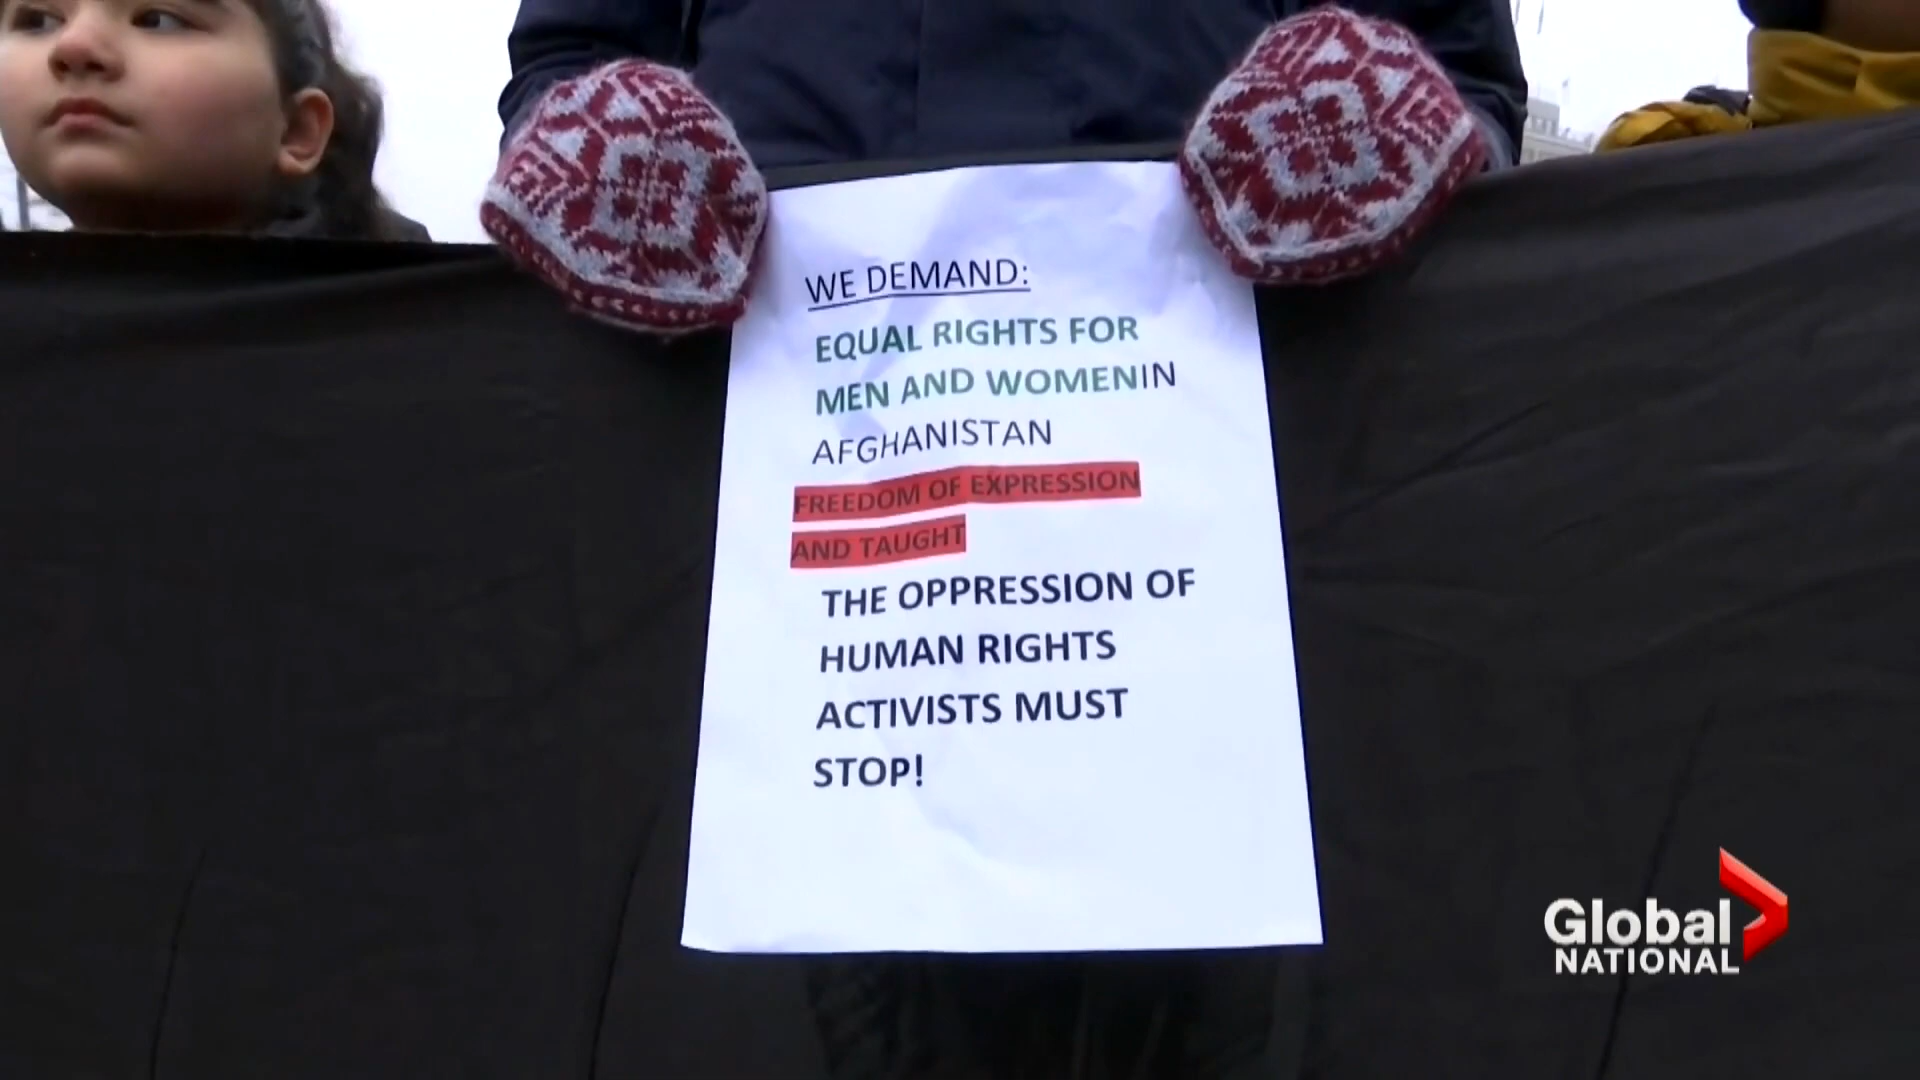 WE DEMAND:
EQUAL RIGHTS FOR
MEN AND WOMENIN
AFGHANISTAN
FREEDOM OF EXPRESSION
AND TAUGHT
THE OPPRESSION OF
HUMAN RIGHTS
ACTIVISTS MUST
STOP!
Global
NATIONAL